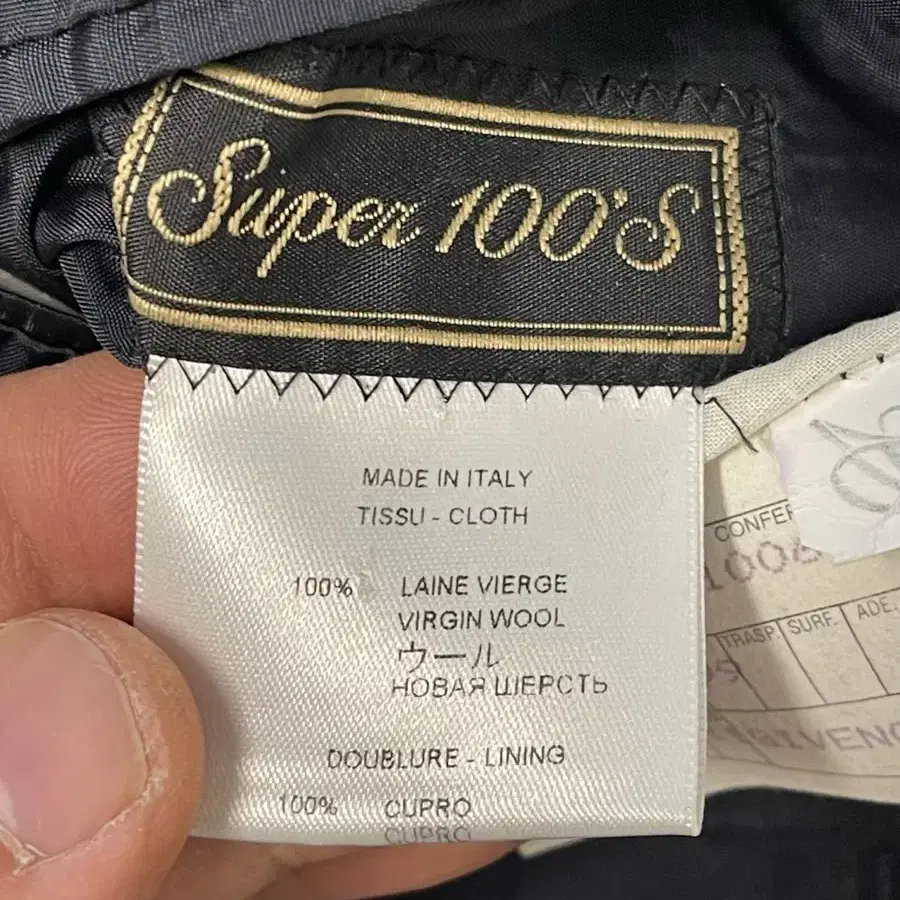 Super 100's
MADE IN ITALY
TISSU - CLOTH
100% LAINE VIERGE
VIRGIN WOOL
ウール
НОВАЯ ШЕРСТЬ
DOUBLURE - LINING
100% CUPRO
CUPRO
TRASP. SURF. ADE.